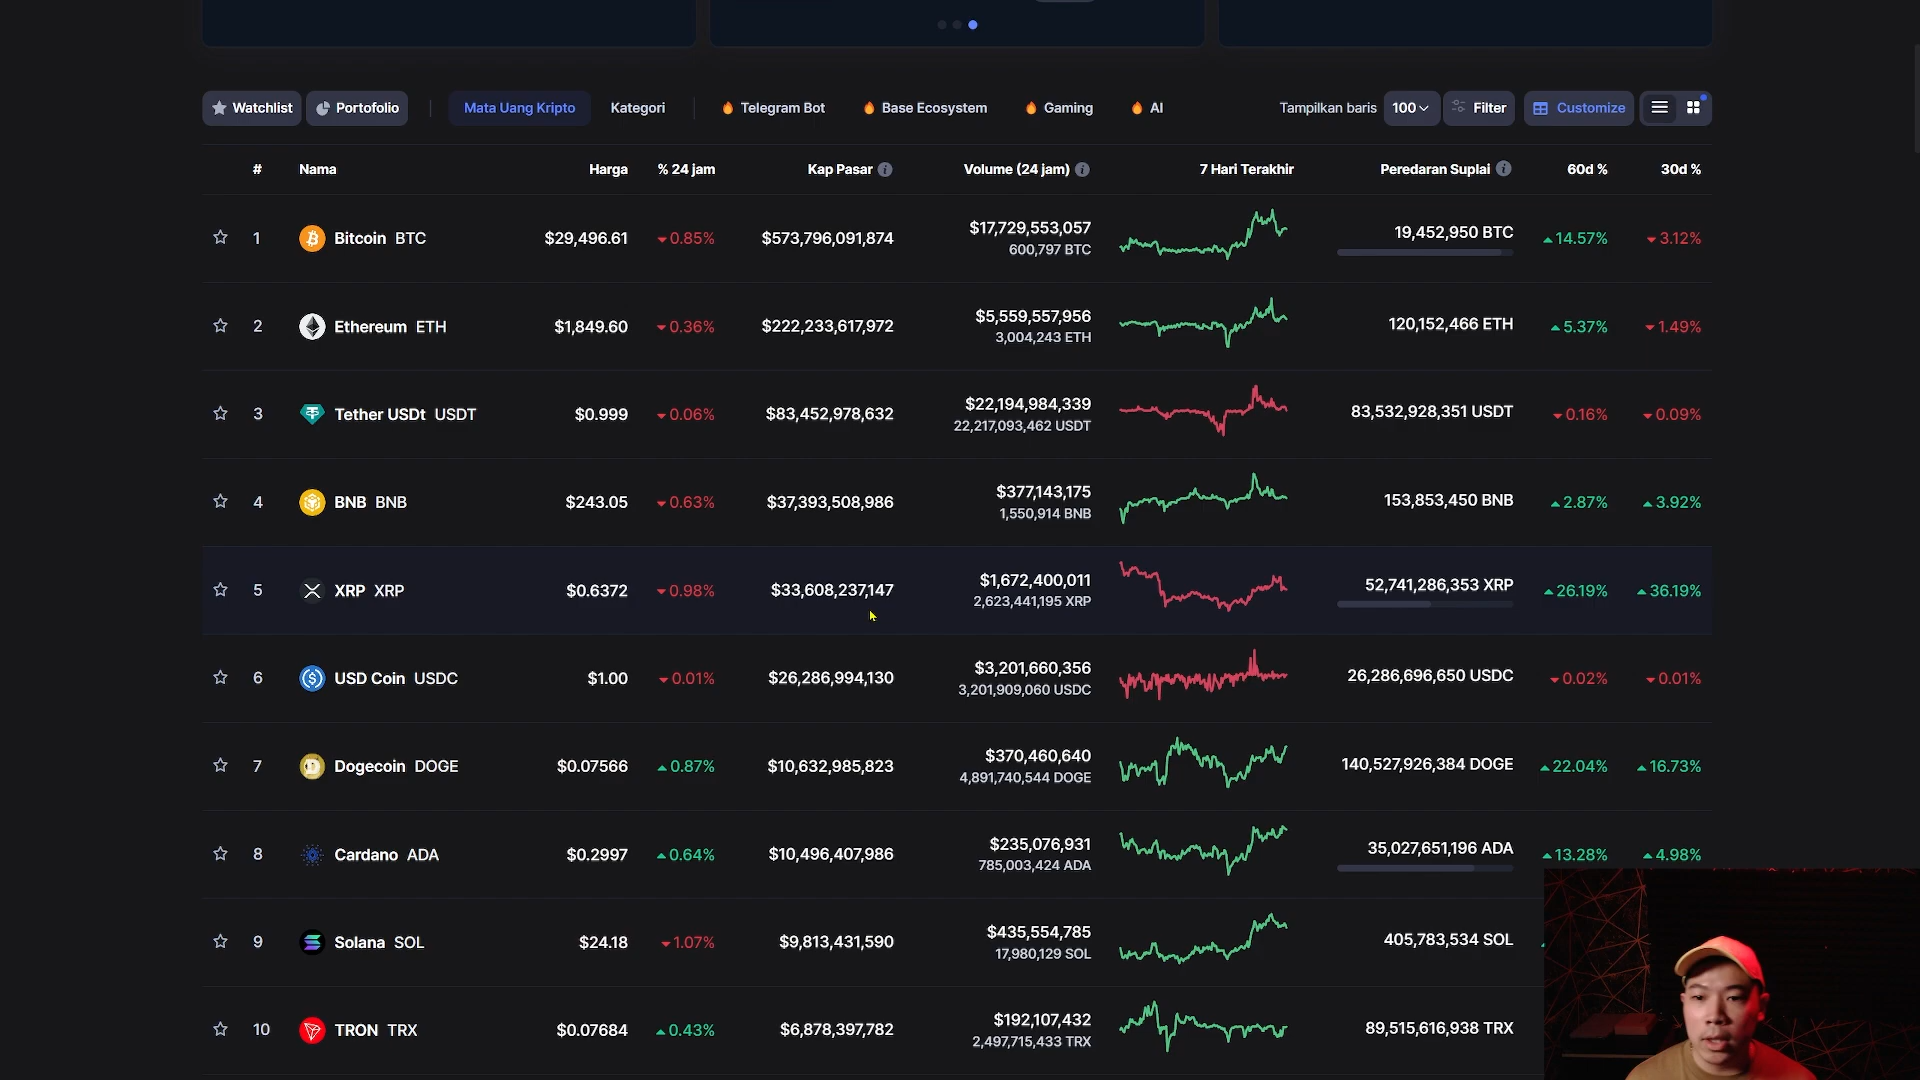 Watchlist Portofolio Mata Uang Kripto Kategori Telegram Bot Base Ecosystem Gaming AI Tampilkan baris 100 Filter Customize
# Nama Harga % 24 jam Kap Pasar Volume (24 jam) 7 Hari Terakhir Peredaran Suplai 60d % 30d %
1 Bitcoin BTC $29,496.61 0.85% $573,796,091,874 $17,729,553,057 19,452,950 BTC 14.57% 3.12%
600,797 BTC
2 Ethereum ETH $1,849.60 0.36% $222,233,617,972 $5,559,557,956 120,152,466 ETH 5.37% 1.49%
3,004,243 ETH
3 Tether USDt USDT $0.999 0.06% $83,452,978,632 $22,194,984,339 83,532,928,351 USDT 0.16% 0.09%
22,217,093,462 USDT
4 BNB BNB $243.05 0.63% $37,393,508,986 $377,143,175 153,853,450 BNB 2.87% 3.92%
1,550,914 BNB
5 XRP XRP $0.6372 0.98% $33,608,237,147 $1,672,400,011 52,741,286,353 XRP 26.19% 36.19%
2,623,441,195 XRP
6 USD Coin USDC $1.00 0.01% $26,286,994,130 $3,201,660,356 26,286,696,650 USDC 0.02% 0.01%
3,201,909,060 USDC
7 Dogecoin DOGE $0.07566 0.87% $10,632,985,823 $370,460,640 140,527,926,384 DOGE 22.04% 16.73%
4,891,740,544 DOGE
8 Cardano ADA $0.2997 0.64% $10,496,407,986 $235,076,931 35,027,651,196 ADA 13.28% 4.98%
785,003,424 ADA
9 Solana SOL $24.18 1.07% $9,813,431,590 $435,554,785 405,783,534 SOL
17,980,129 SOL
10 TRON TRX $0.07684 0.43% $6,878,397,782 $192,107,432 89,515,616,938 TRX
2,497,715,433 TRX